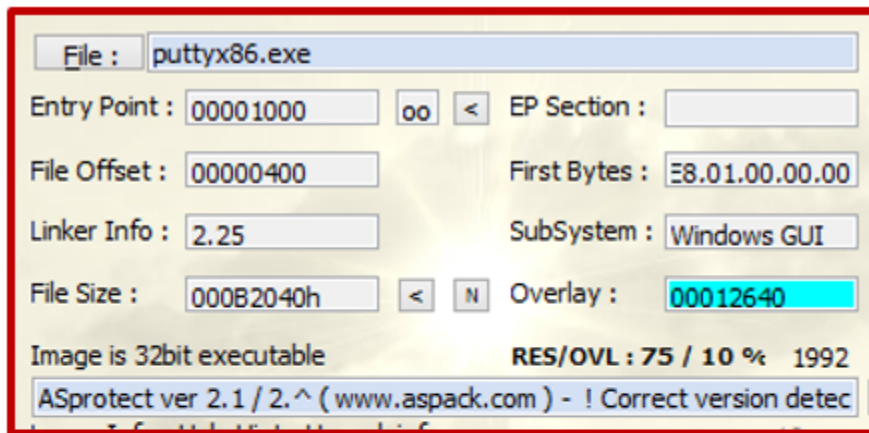 File : puttyx86.exe
Entry Point : 00001000 oo < EP Section :
File Offset : 00000400 First Bytes : E8.01.00.00.00
Linker Info : 2.25 SubSystem : Windows GUI
File Size : 000B2040h < N Overlay : 00012640
Image is 32bit executable RES/OVL : 75 / 10 % 1992
ASprotect ver 2.1 / 2.^ ( www.aspack.com ) - ! Correct version detec